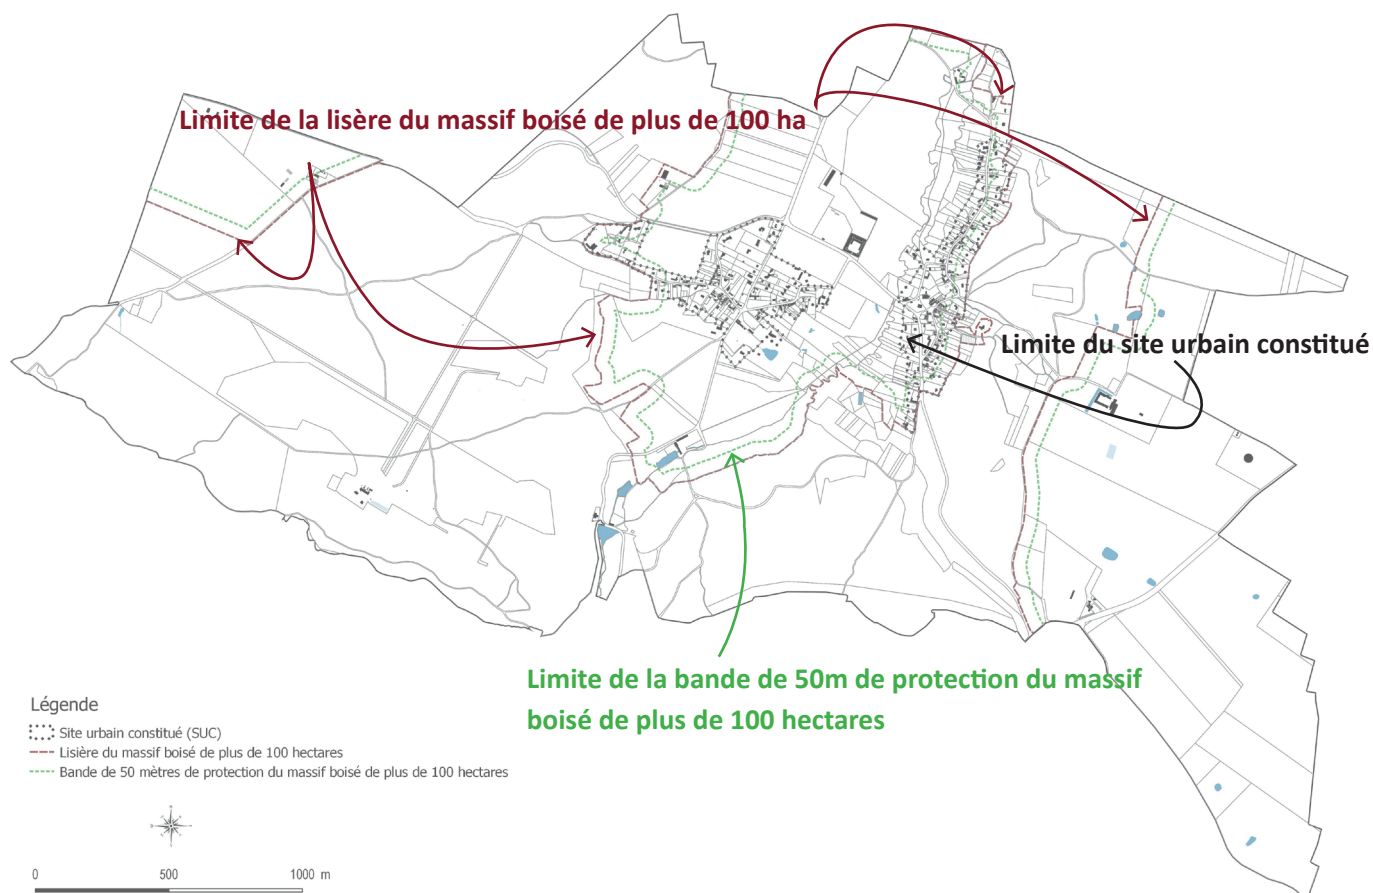 Limite de la lisère du massif boisé de plus de 100 ha
Limite du site urbain constitué
Limite de la bande de 50m de protection du massif
boisé de plus de 100 hectares
Légende
Site urbain constitué (SUC)
Lisière du massif boisé de plus de 100 hectares
Bande de 50 mètres de protection du massif boisé de plus de 100 hectares
0 500 1000 m